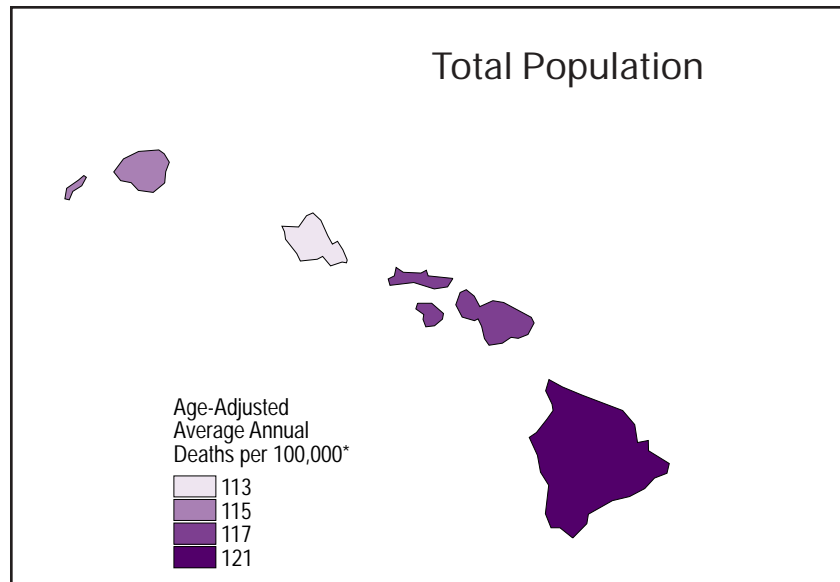 Total Population
Age-Adjusted
Average Annual
Deaths per 100,000*
113
115
117
121